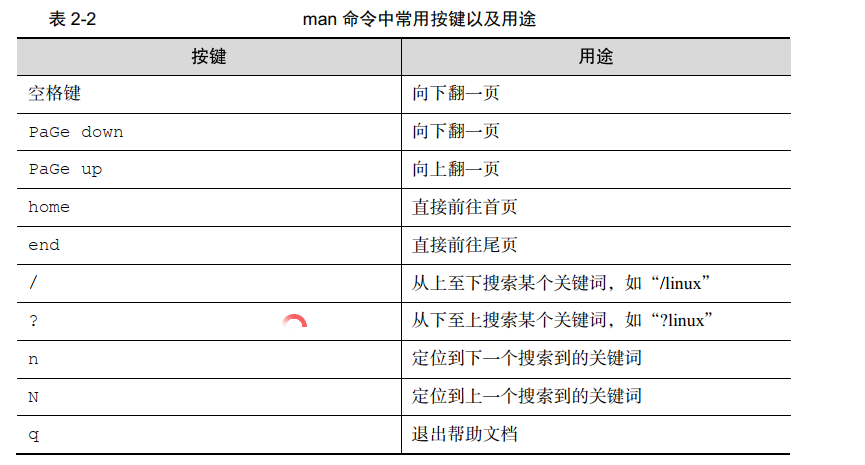 表 2-2 man 命令中常用按键以及用途
按键 用途
空格键 向下翻一页
PaGe down 向下翻一页
PaGe up 向上翻一页
home 直接前往首页
end 直接前往尾页
/ 从上至下搜索某个关键词，如“/linux”
? 从下至上搜索某个关键词，如“?linux”
n 定位到下一个搜索到的关键词
N 定位到上一个搜索到的关键词
q 退出帮助文档